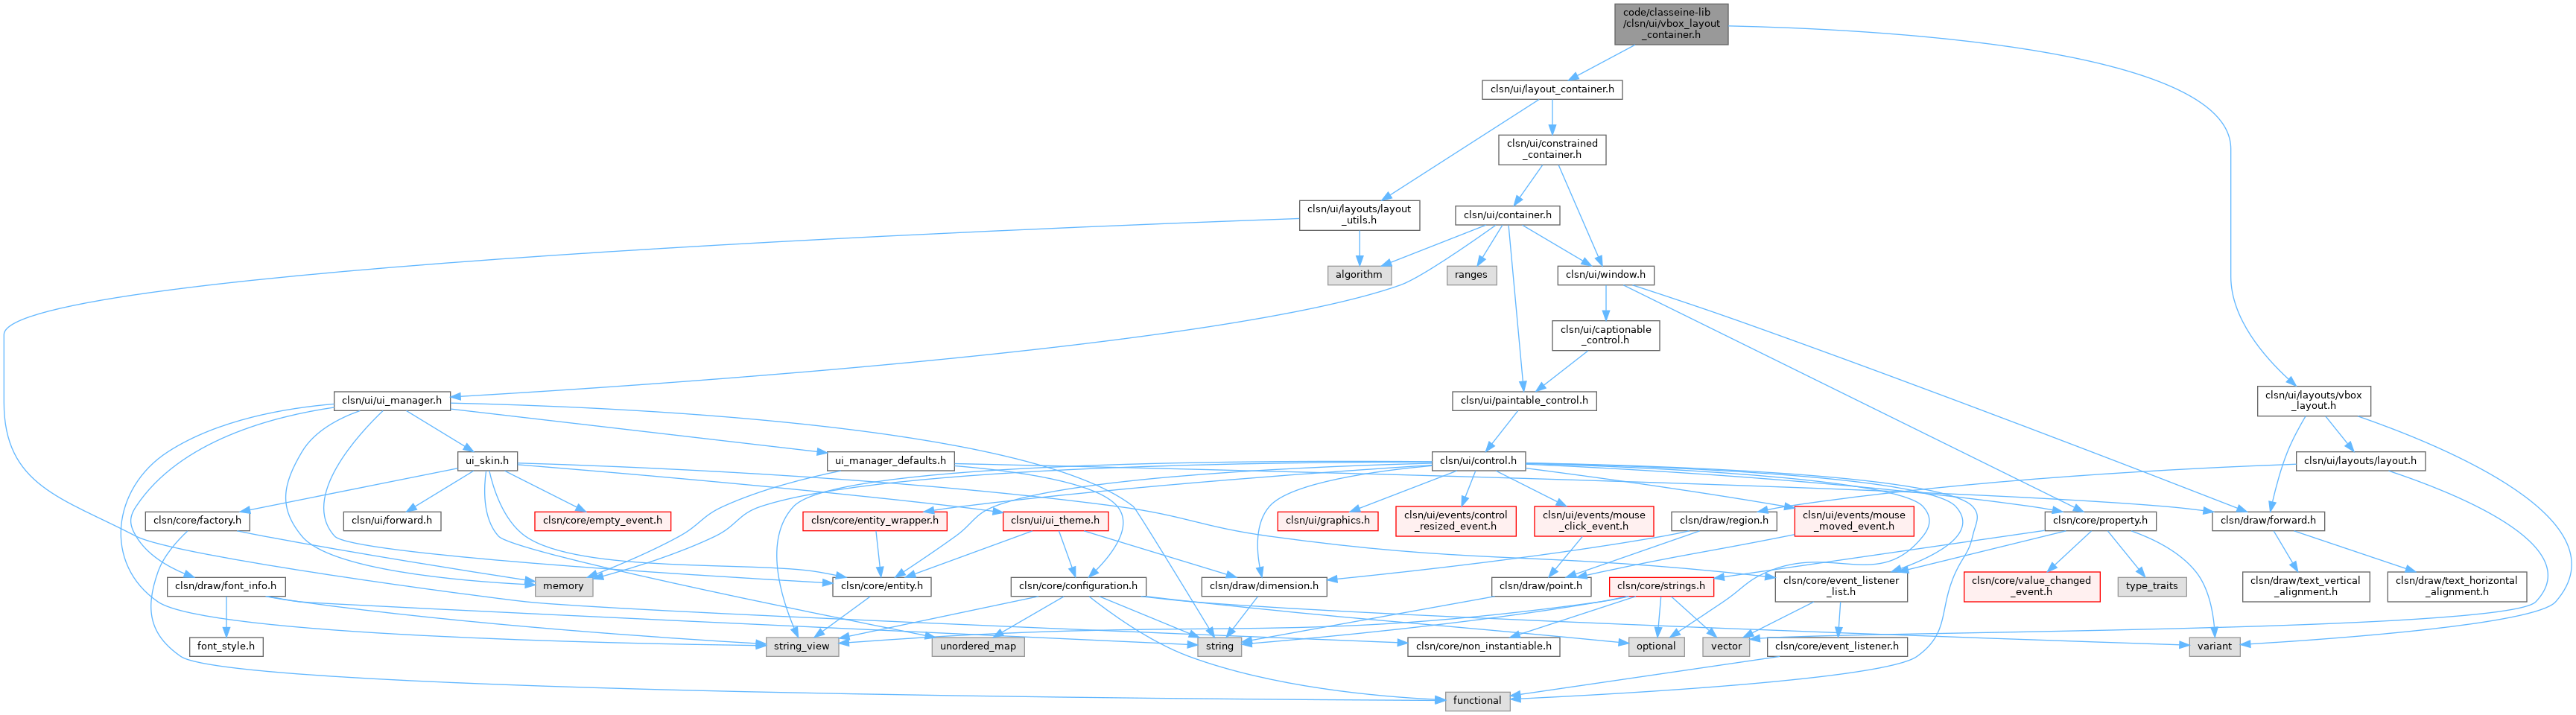 code/classeine-lib
/clsn/ui/vbox_layout
_container.h
clsn/ui/layout_container.h
clsn/ui/constrained
_container.h
clsn/ui/layouts/layout
_utils.h
clsn/ui/container.h
algorithm
ranges
clsn/ui/window.h
clsn/ui/captionable
_control.h
clsn/ui/ui_manager.h
clsn/ui/paintable_control.h
clsn/ui/layouts/vbox
_layout.h
ui_skin.h
ui_manager_defaults.h
clsn/ui/control.h
clsn/ui/layouts/layout.h
clsn/core/factory.h
clsn/ui/forward.h
clsn/core/empty_event.h
clsn/core/entity_wrapper.h
clsn/ui/ui_theme.h
clsn/ui/graphics.h
clsn/ui/events/control
_resized_event.h
clsn/ui/events/mouse
_click_event.h
clsn/draw/region.h
clsn/ui/events/mouse
_moved_event.h
clsn/core/property.h
clsn/draw/forward.h
clsn/draw/font_info.h
memory
clsn/core/entity.h
clsn/core/configuration.h
clsn/draw/dimension.h
clsn/draw/point.h
clsn/core/strings.h
clsn/core/event_listener
_list.h
clsn/core/value_changed
_event.h
type_traits
clsn/draw/text_vertical
_alignment.h
clsn/draw/text_horizontal
_alignment.h
font_style.h
string_view
unordered_map
string
clsn/core/non_instantiable.h
optional
vector
clsn/core/event_listener.h
variant
functional